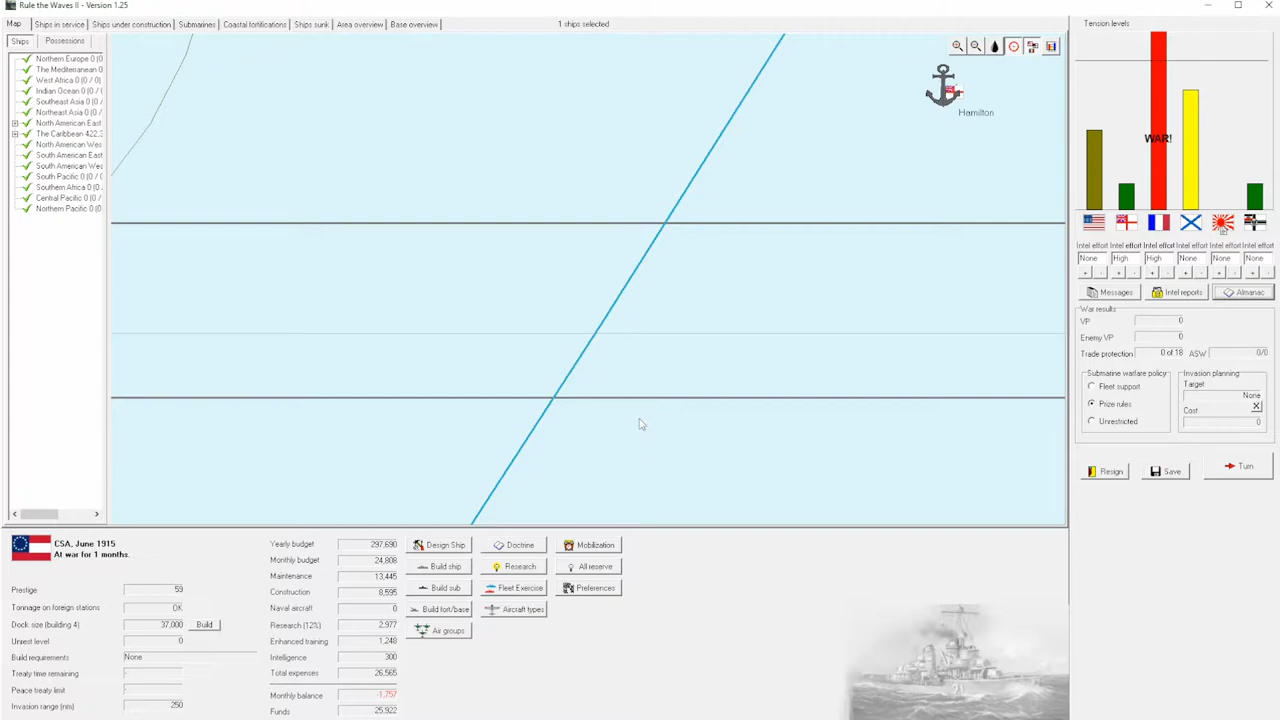 Rule the Waves II - Version 1.25
Map Ships in service Ships under construction Submarines Coastal fortifications Ships sunk Area overview Base overview 1 ships selected
Ships Possessions
Northern Europe 0 (0
The Mediterranean 0
West Africa 0 (0 / 0
Indian Ocean 0 (0 /
Southeast Asia 0 (0
Northeast Asia 0 (0
North American East
The Caribbean 422,3
North American Wes
South American East
South American Wes
South Pacific 0 (0 /
Southern Africa 0 (0
Central Pacific 0 (0 /
Northern Pacific 0 (0
Hamilton
Tension levels
WAR!
Intel effort Intel effort Intel effort Intel effort Intel effort Intel effort
None High High None None None
+ - + - + - + - + - + -
Messages Intel reports Almanac
War results
VP 0
Enemy VP 0
Trade protection 0 of 18 ASW 0/0
Submarine warfare policy
Fleet support
Prize rules
Unrestricted
Invasion planning
Target
None
Cost X
0
Resign Save Turn
CSA, June 1915
At war for 1 months.
Prestige 59
Tonnage on foreign stations OK
Dock size (building 4) 37,000 Build
Unrest level 0
Build requirements None
Treaty time remaining -
Peace treaty limit -
Invasion range (nm) 250
Yearly budget 297,690
Monthly budget 24,808
Maintenance 13,445
Construction 8,595
Naval aircraft 0
Research (12%) 2,977
Enhanced training 1,248
Intelligence 300
Total expenses 26,565
Monthly balance -1,757
Funds 25,922
Design Ship Doctrine Mobilization
Build ship Research All reserve
Build sub Fleet Exercise Preferences
Build fort/base Aircraft types
Air groups
71